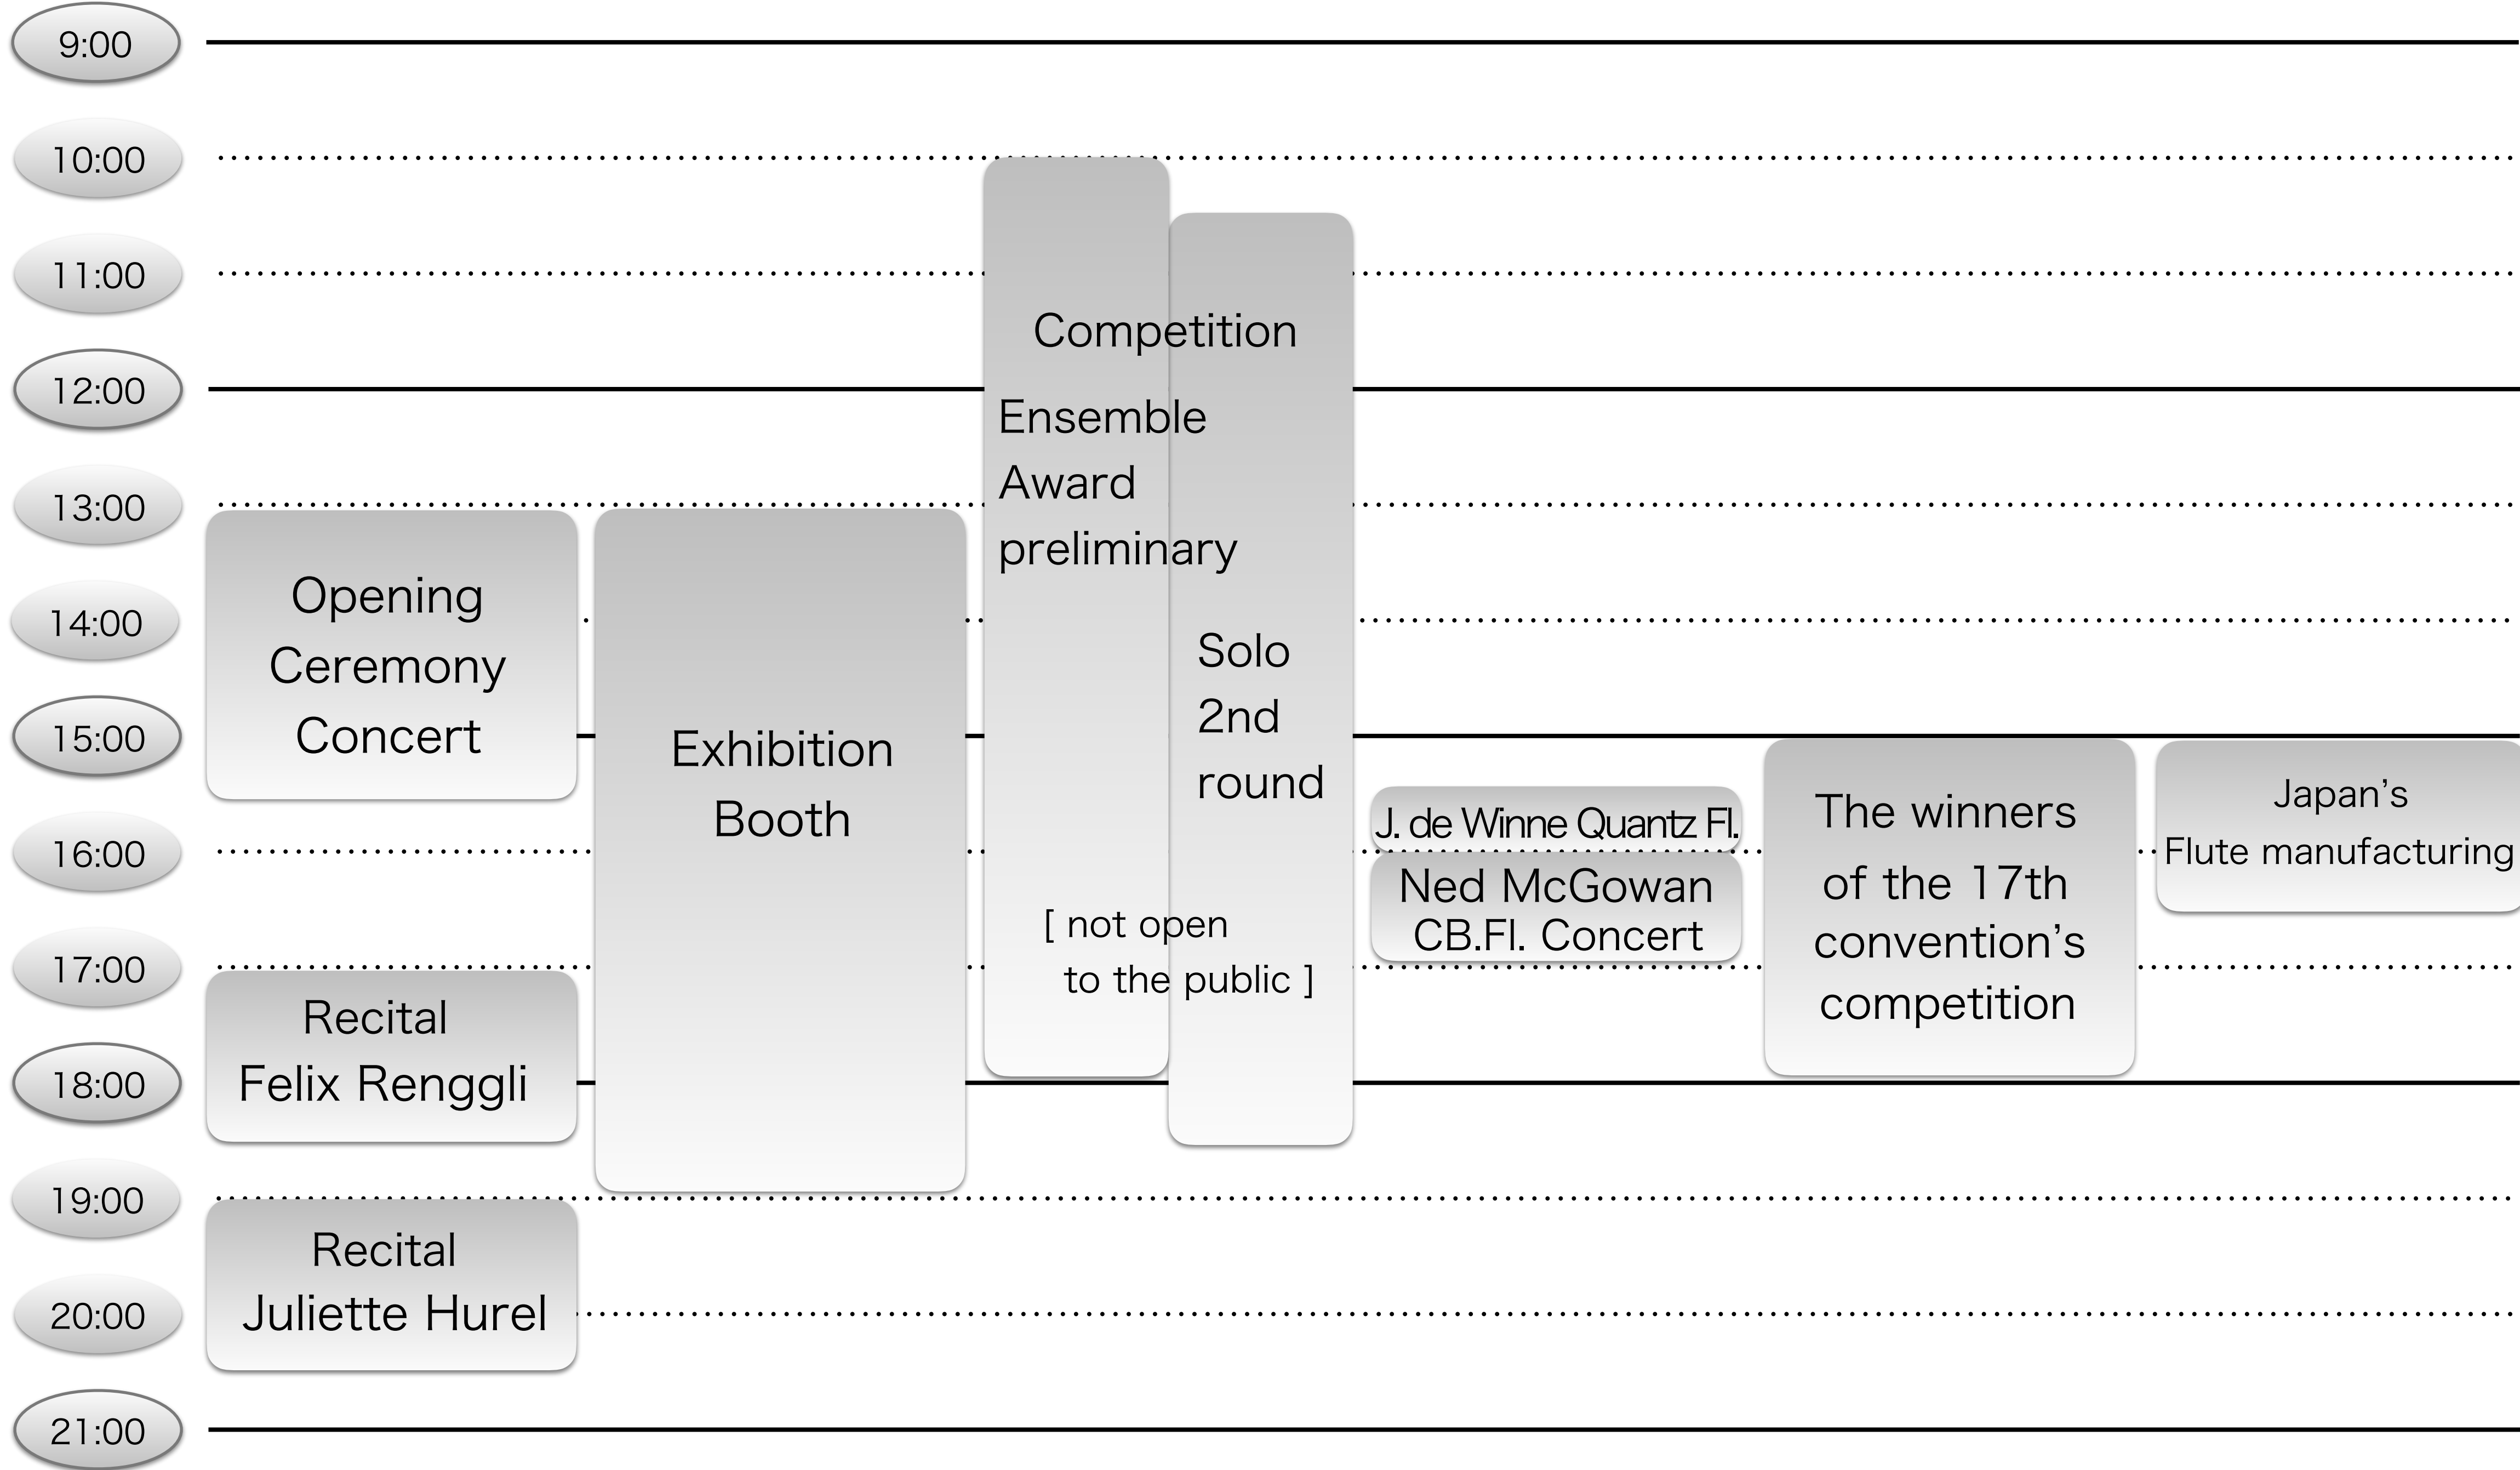 9:00
10:00
11:00
12:00
13:00
14:00
15:00
16:00
17:00
18:00
19:00
20:00
21:00
Opening
Ceremony
Concert
Recital
Felix Renggli
Recital
Juliette Hurel
Exhibition
Booth
Competition
Ensemble
Award
preliminary
Solo
2nd
round
[ not open
to the public ]
J. de Winne Quantz Fl.
Ned McGowan
CB.Fl. Concert
The winners
of the 17th
convention’s
competition
Japan’s
Flute manufacturing